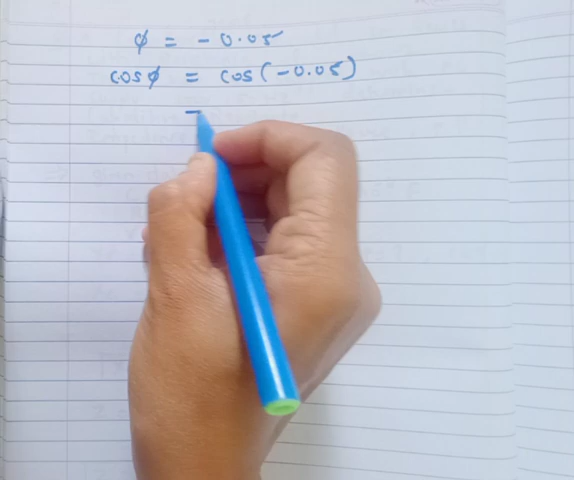 φ = - 0.05
cosφ = cos(-0.05)